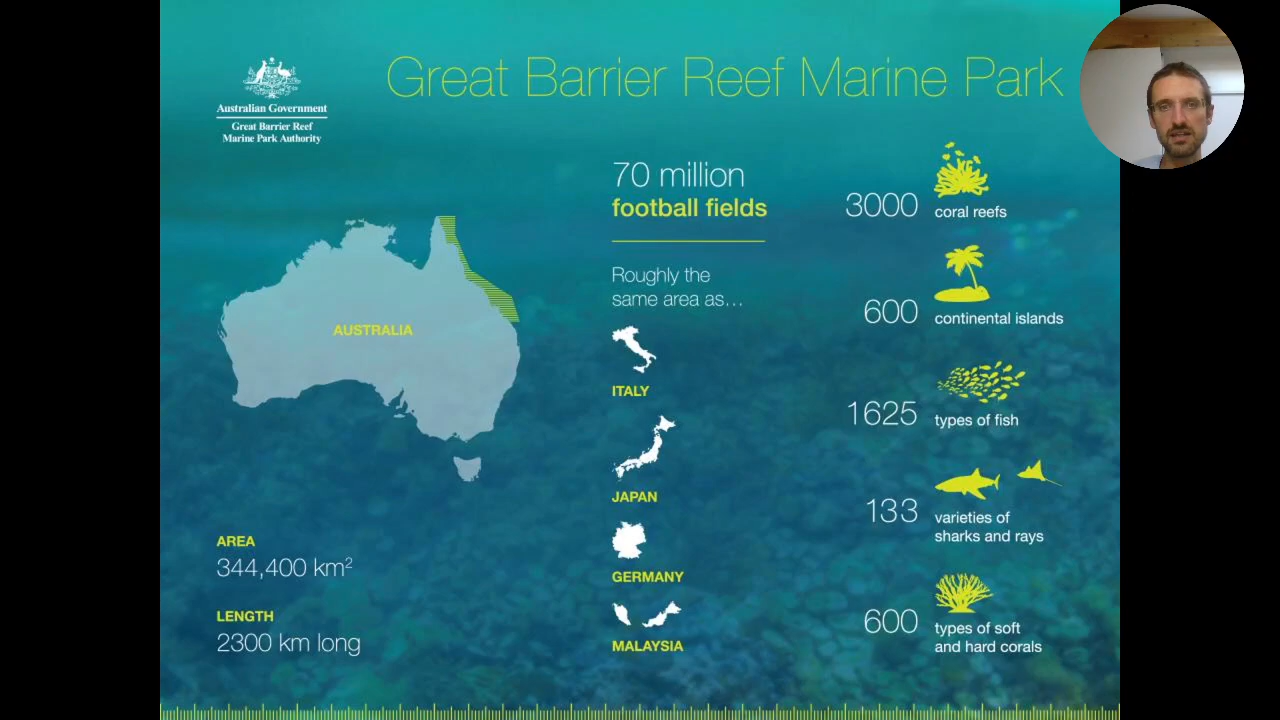 Australian Government
Great Barrier Reef
Marine Park Authority
Great Barrier Reef Marine Park
AUSTRALIA
AREA
344,400 km²
LENGTH
2300 km long
70 million
football fields
Roughly the
same area as...
ITALY
JAPAN
GERMANY
MALAYSIA
3000
coral reefs
600
continental islands
1625
types of fish
133
varieties of
sharks and rays
600
types of soft
and hard corals